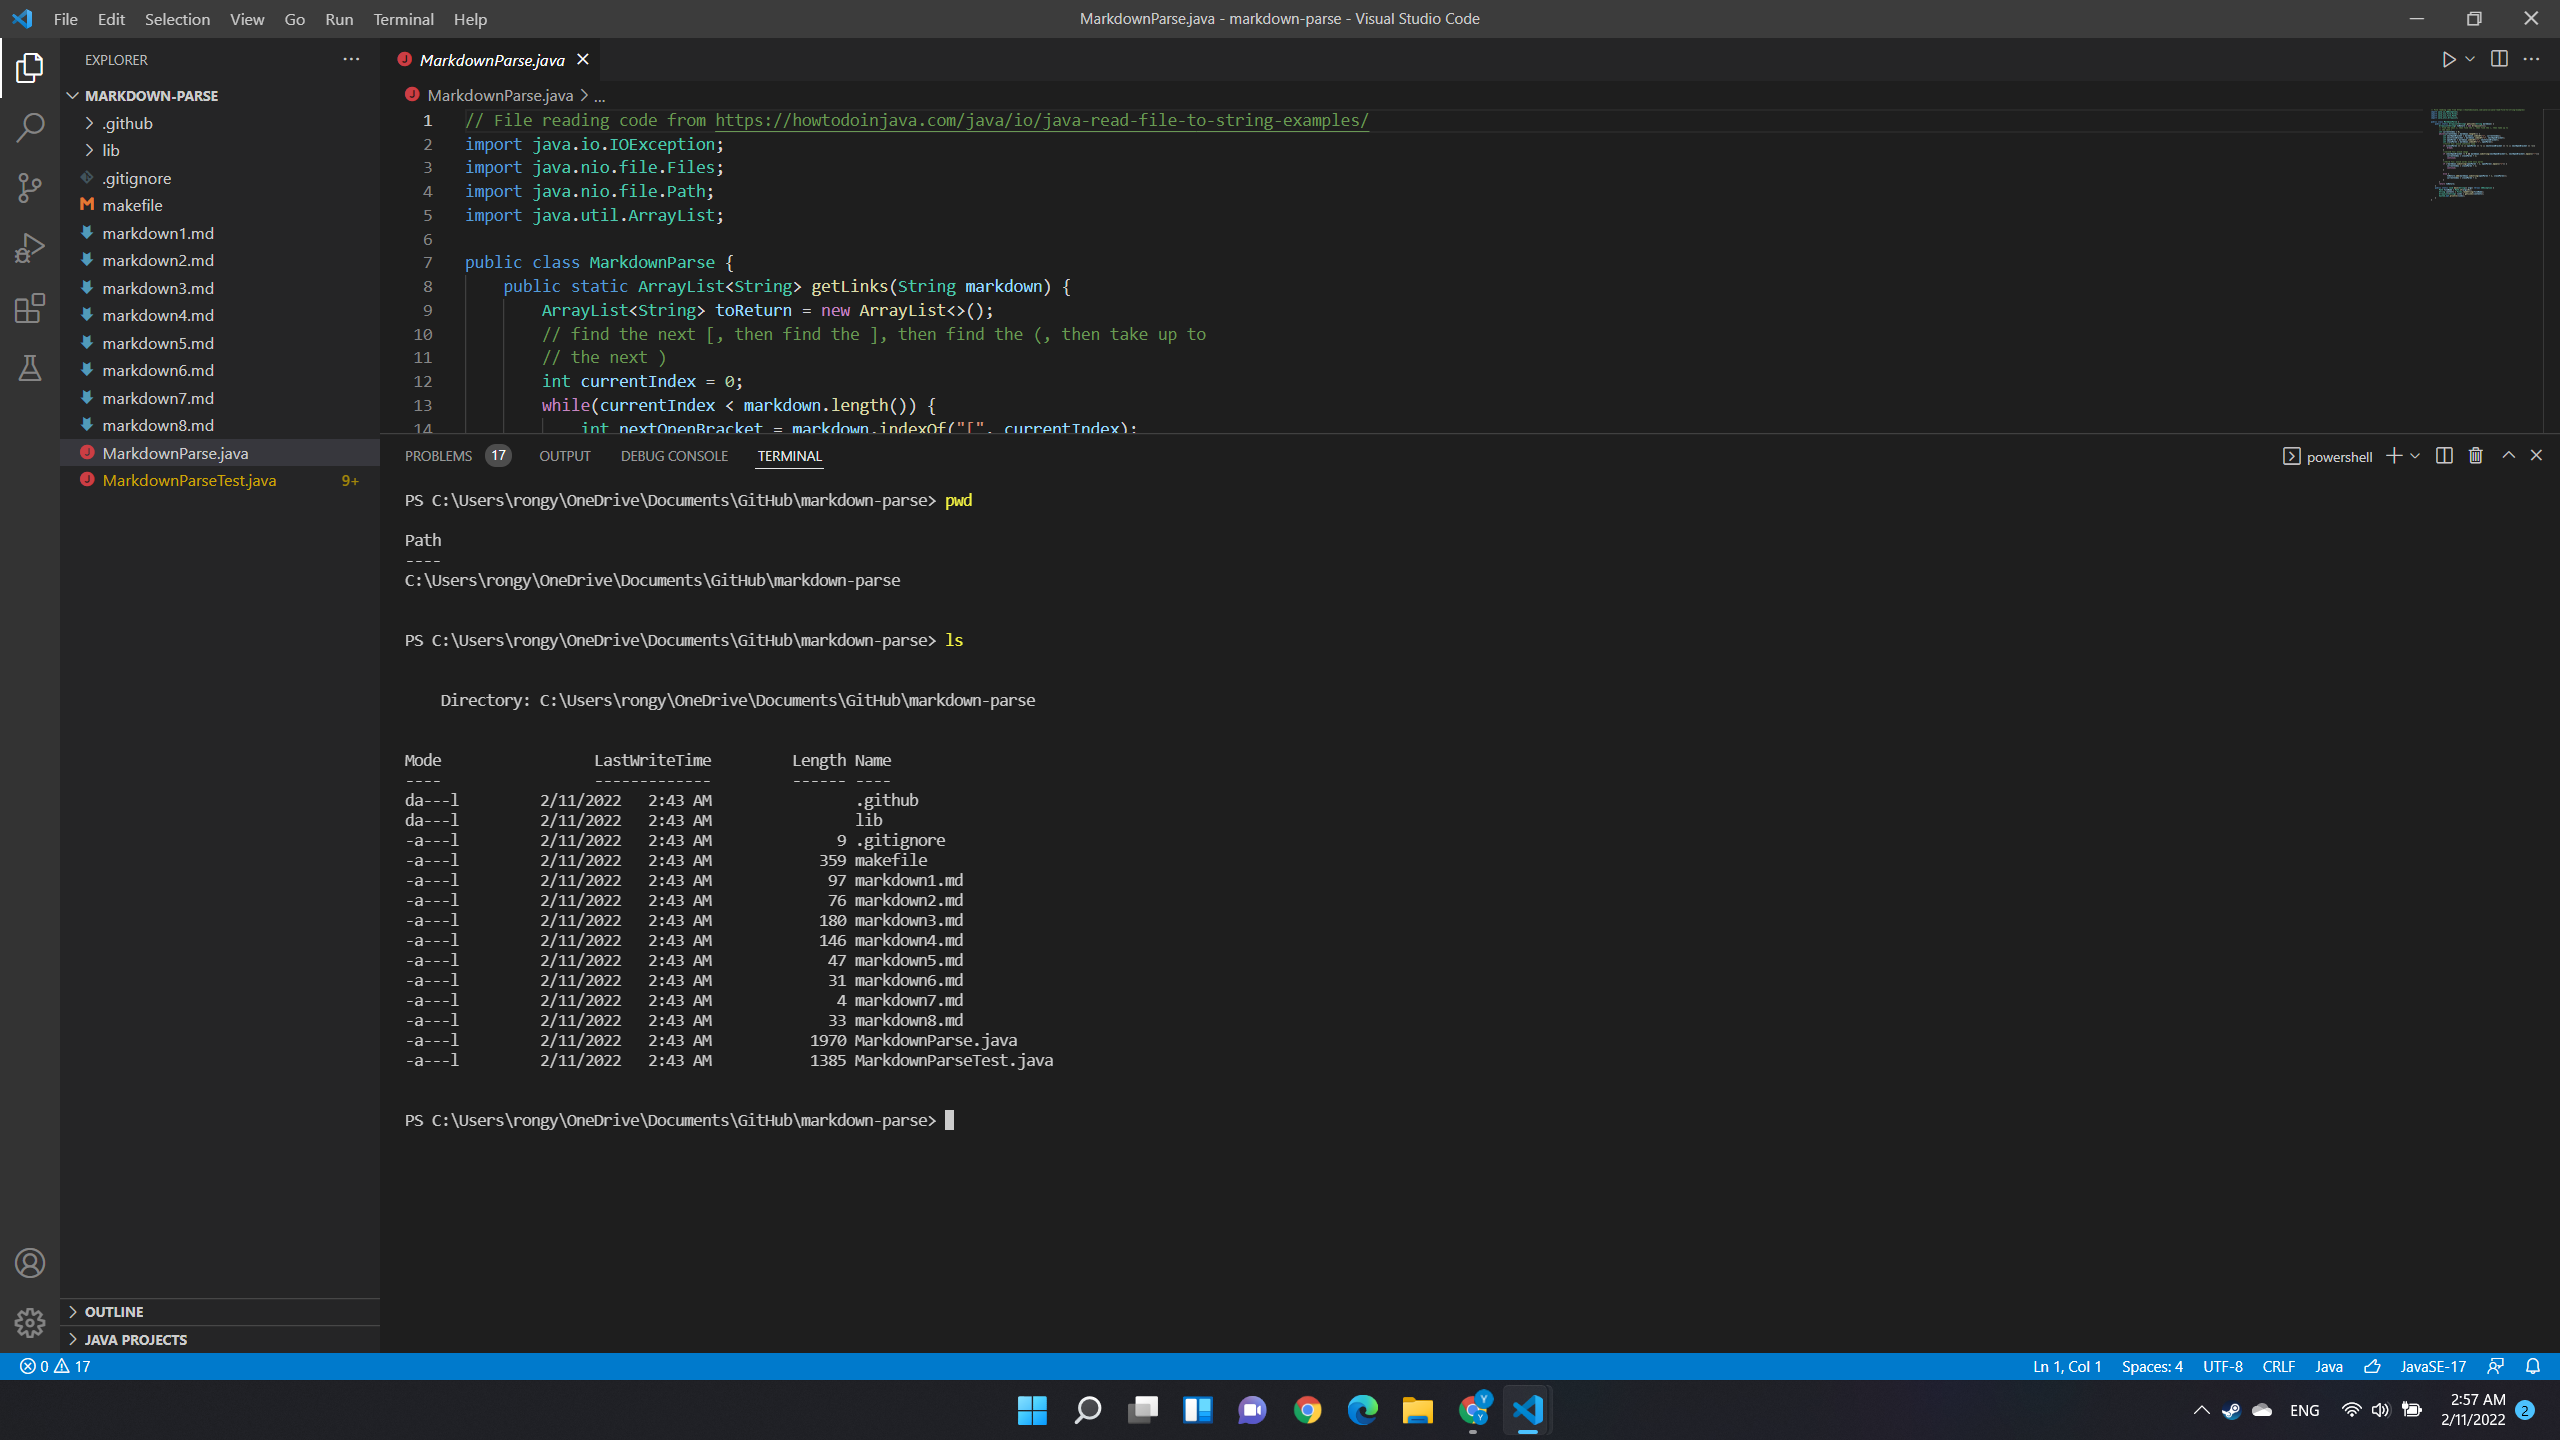 File Edit Selection View Go Run Terminal Help
MarkdownParse.java - markdown-parse - Visual Studio Code
EXPLORER
MARKDOWN-PARSE
.github
lib
.gitignore
M makefile
markdown1.md
markdown2.md
markdown3.md
markdown4.md
markdown5.md
markdown6.md
markdown7.md
markdown8.md
J MarkdownParse.java
J MarkdownParseTest.java 9+
OUTLINE
JAVA PROJECTS
J MarkdownParse.java
J MarkdownParse.java > ...
1 // File reading code from https://howtodoinjava.com/java/io/java-read-file-to-string-examples/
2 import java.io.IOException;
3 import java.nio.file.Files;
4 import java.nio.file.Path;
5 import java.util.ArrayList;
6
7 public class MarkdownParse {
8 public static ArrayList<String> getLinks(String markdown) {
9 ArrayList<String> toReturn = new ArrayList<>();
10 // find the next [, then find the ], then find the (, then take up to
11 // the next )
12 int currentIndex = 0;
13 while(currentIndex < markdown.length()) {
14 int nextOpenBracket = markdown.indexOf("[", currentIndex);
PROBLEMS 17 OUTPUT DEBUG CONSOLE TERMINAL
powershell
PS C:\Users\rongy\OneDrive\Documents\GitHub\markdown-parse> pwd
Path
----
C:\Users\rongy\OneDrive\Documents\GitHub\markdown-parse
PS C:\Users\rongy\OneDrive\Documents\GitHub\markdown-parse> ls
Directory: C:\Users\rongy\OneDrive\Documents\GitHub\markdown-parse
Mode LastWriteTime Length Name
---- ------------- ------ ----
da---l 2/11/2022 2:43 AM .github
da---l 2/11/2022 2:43 AM lib
-a---l 2/11/2022 2:43 AM 9 .gitignore
-a---l 2/11/2022 2:43 AM 359 makefile
-a---l 2/11/2022 2:43 AM 97 markdown1.md
-a---l 2/11/2022 2:43 AM 76 markdown2.md
-a---l 2/11/2022 2:43 AM 180 markdown3.md
-a---l 2/11/2022 2:43 AM 146 markdown4.md
-a---l 2/11/2022 2:43 AM 47 markdown5.md
-a---l 2/11/2022 2:43 AM 31 markdown6.md
-a---l 2/11/2022 2:43 AM 4 markdown7.md
-a---l 2/11/2022 2:43 AM 33 markdown8.md
-a---l 2/11/2022 2:43 AM 1970 MarkdownParse.java
-a---l 2/11/2022 2:43 AM 1385 MarkdownParseTest.java
PS C:\Users\rongy\OneDrive\Documents\GitHub\markdown-parse>
0 17
Ln 1, Col 1 Spaces: 4 UTF-8 CRLF Java JavaSE-17
Y
Y
ENG
2:57 AM
2/11/2022
2